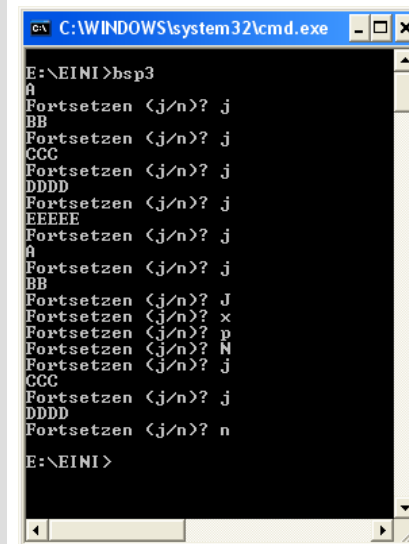 C:\WINDOWS\system32\cmd.exe
E:\EINI>bsp3
A
Fortsetzen (j/n)? j
BB
Fortsetzen (j/n)? j
CCC
Fortsetzen (j/n)? j
DDDD
Fortsetzen (j/n)? j
EEEEE
Fortsetzen (j/n)? j
A
Fortsetzen (j/n)? j
BB
Fortsetzen (j/n)? J
Fortsetzen (j/n)? x
Fortsetzen (j/n)? p
Fortsetzen (j/n)? N
Fortsetzen (j/n)? j
CCC
Fortsetzen (j/n)? j
DDDD
Fortsetzen (j/n)? n
E:\EINI>